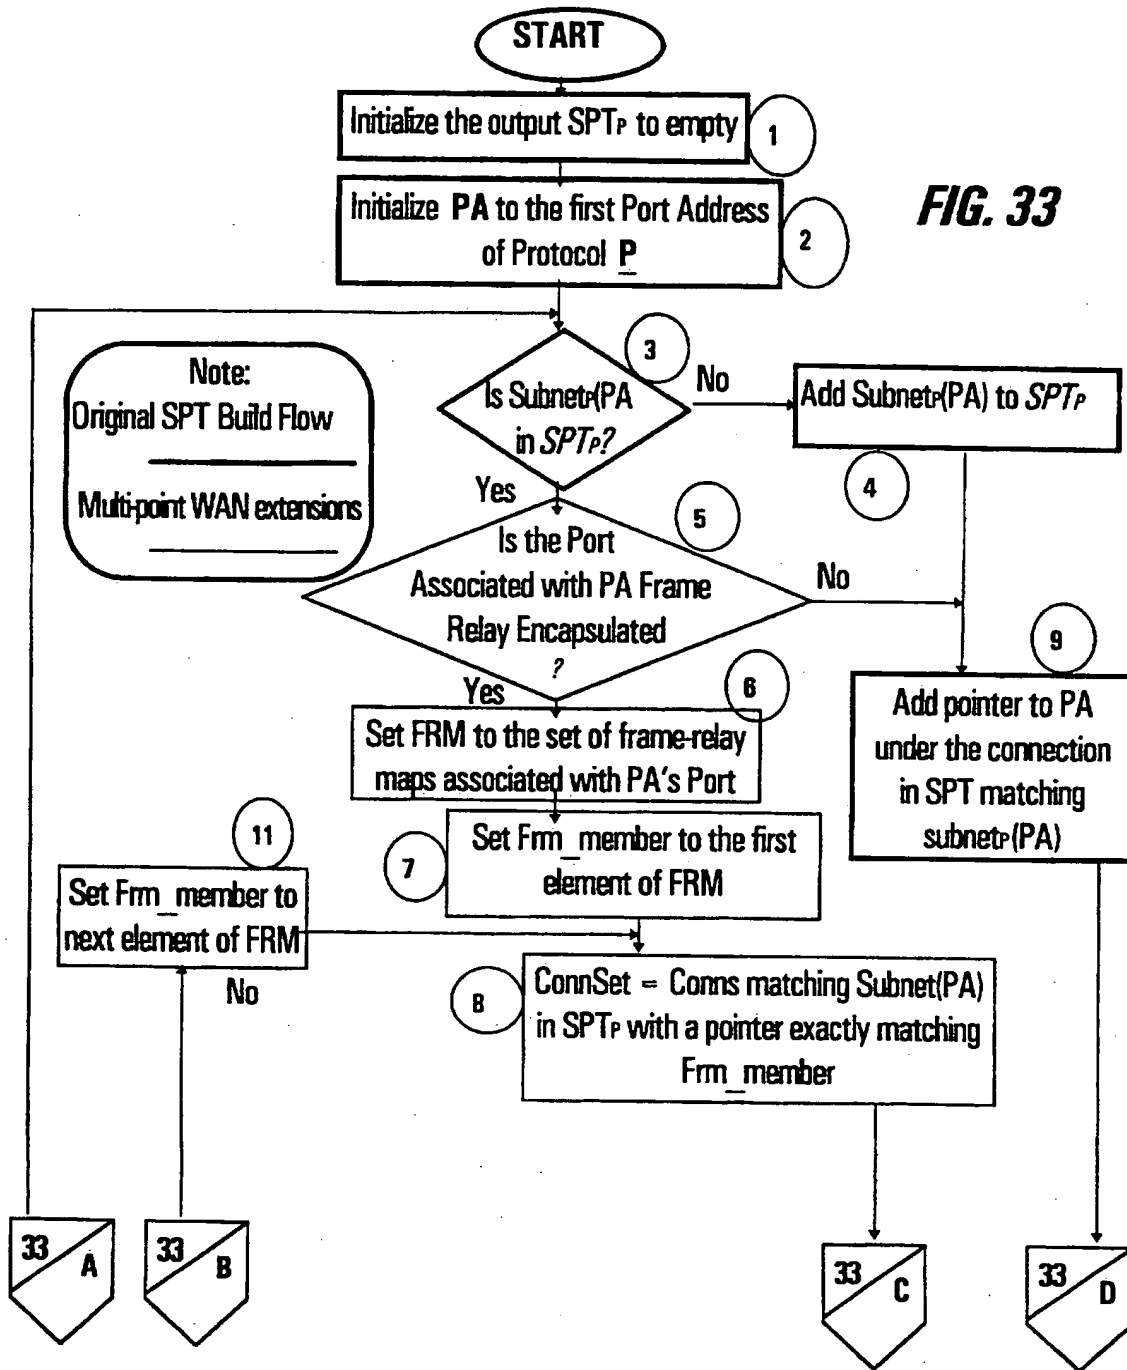 START
Initialize the output SPTP to empty
1
Initialize PA to the first Port Address
of Protocol P
2
FIG. 33
Note:
Original SPT Build Flow
Multi-point WAN extensions
3
Is SubnetP(PA
in SPTP?
No
Add SubnetP(PA) to SPTP
4
Yes
5
Is the Port
Associated with PA Frame
Relay Encapsulated
?
No
Yes
6
Set FRM to the set of frame-relay
maps associated with PA's Port
9
Add pointer to PA
under the connection
in SPT matching
subnetP(PA)
7
Set Frm_member to the first
element of FRM
11
Set Frm_member to
next element of FRM
No
8
ConnSet = Conns matching Subnet(PA)
in SPTP with a pointer exactly matching
Frm_member
33 A
33 B
33 C
33 D